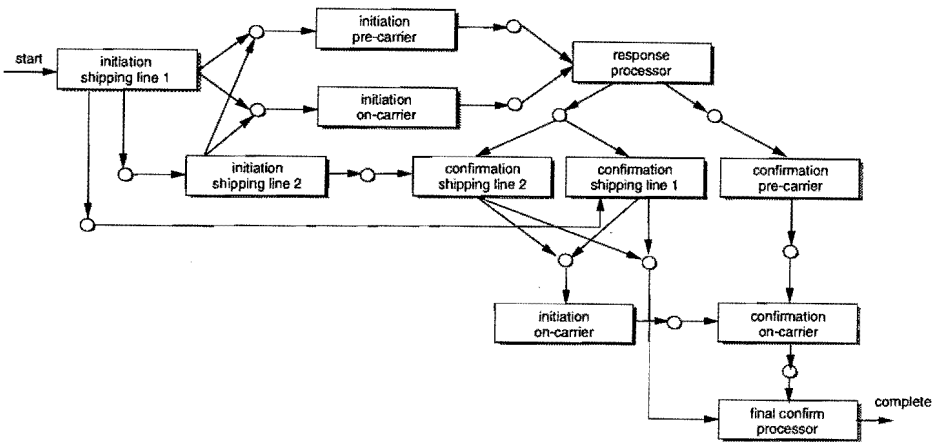 initiation
pre-carrier
start
initiation
shipping line 1
response
processor
initiation
on-carrier
initiation
shipping line 2
confirmation
shipping line 2
confirmation
shipping line 1
confirmation
pre-carrier
initiation
on-carrier
confirmation
on-carrier
complete
final confirm
processor